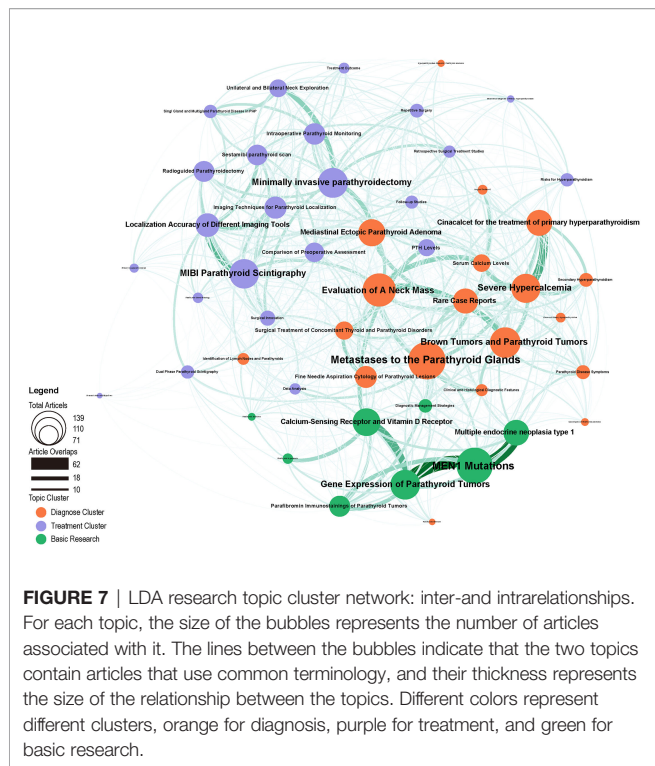 Treatment Outcome
Unilateral and Bilateral Neck Exploration
Repetitive Surgery
Intraoperative Parathyroid Monitoring
Sestamibi parathyroid scan
Retrospective Surgical Treatment Studies
Radioguided Parathyroidectomy
Minimally invasive parathyroidectomy
Risks for Hyperparathyroidism
Follow-up Studies
Imaging Techniques for Parathyroid Localization
Cinacalcet for the treatment of primary hyperparathyroidism
Localization Accuracy of Different Imaging Tools
Mediastinal Ectopic Parathyroid Adenoma
Comparison of Preoperative Assessment
PTH Levels
Serum Calcium Levels
MIBI Parathyroid Scintigraphy
Secondary Hyperparathyroidism
Evaluation of A Neck Mass
Severe Hypercalcemia
Rare Case Reports
Surgical Innovation
Surgical Treatment of Concomitant Thyroid and Parathyroid Disorders
Brown Tumors and Parathyroid Tumors
Identification of Lymph Nodes and Parathyroids
Metastases to the Parathyroid Glands
Dual Phase Parathyroid Scintigraphy
Parathyroid Disease Symptoms
Fine Needle Aspiration Cytology of Parathyroid Lesions
Data Analysis
Clinical and Histological Diagnostic Features
Diagnostic Management Strategies
Calcium-Sensing Receptor and Vitamin D Receptor
Multiple endocrine neoplasia type 1
MEN1 Mutations
Gene Expression of Parathyroid Tumors
Parafibromin Immunostainings of Parathyroid Tumors
Legend
Total Articels
139
110
71
Article Overlaps
62
18
10
Topic Cluster
Diagnose Cluster
Treatment Cluster
Basic Research
FIGURE 7 | LDA research topic cluster network: inter-and intrarelationships.
For each topic, the size of the bubbles represents the number of articles
associated with it. The lines between the bubbles indicate that the two topics
contain articles that use common terminology, and their thickness represents
the size of the relationship between the topics. Different colors represent
different clusters, orange for diagnosis, purple for treatment, and green for
basic research.